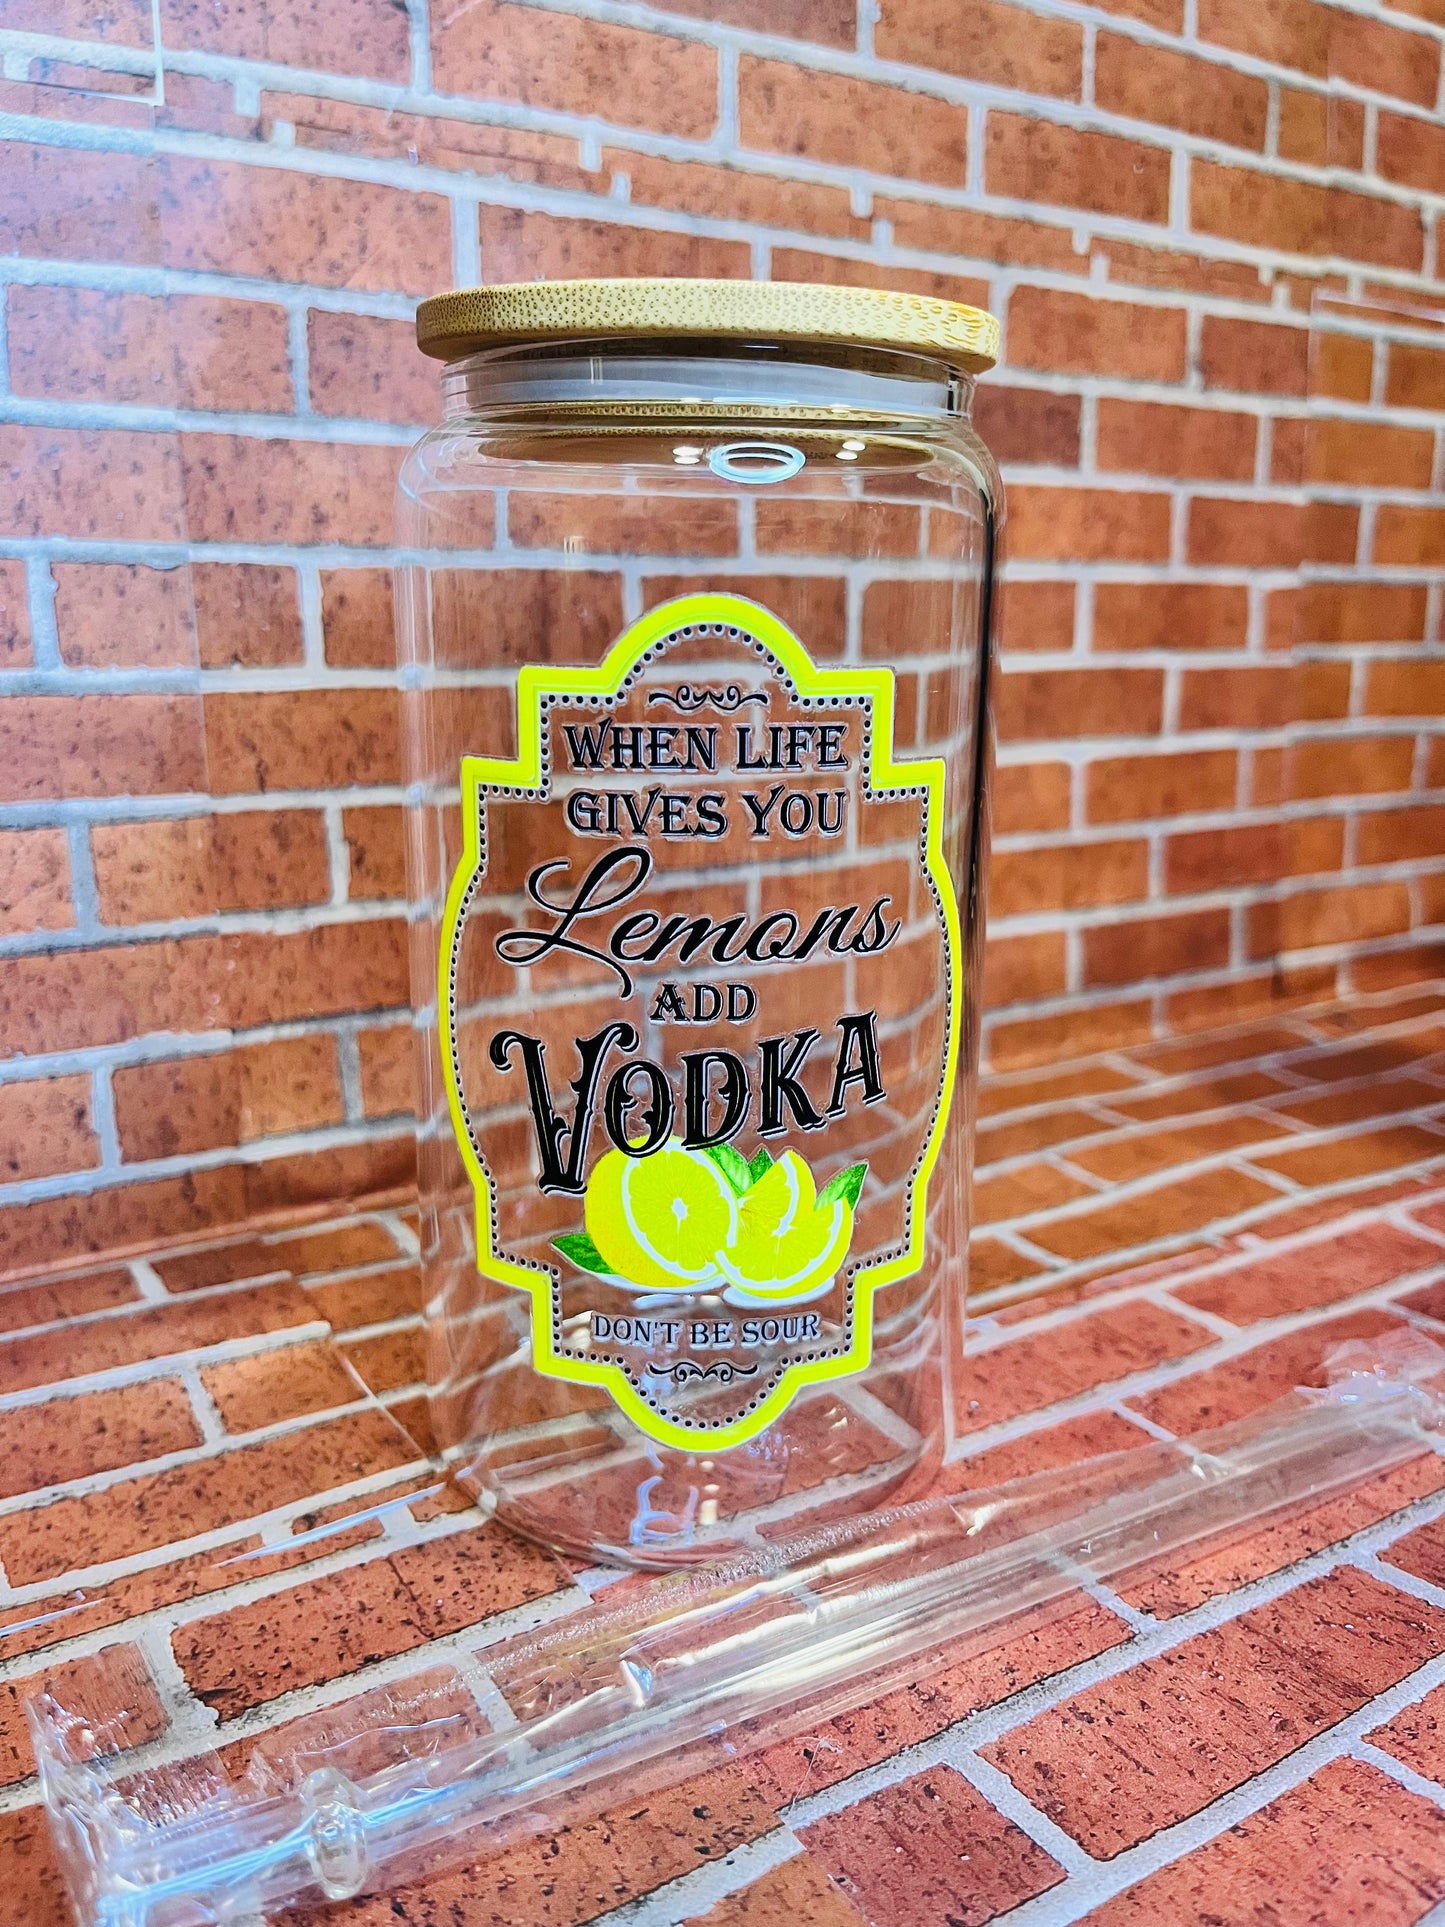 WHEN LIFE
GIVES YOU
Lemons
ADD
VODKA
DON'T BE SOUR